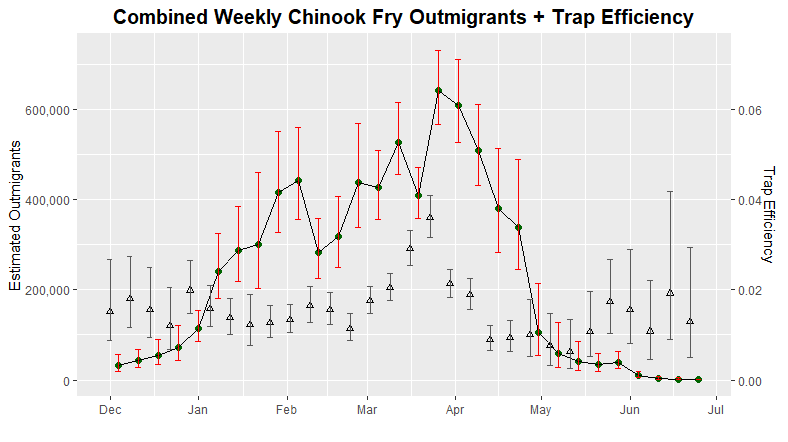 Combined Weekly Chinook Fry Outmigrants + Trap Efficiency
Estimated Outmigrants
600,000
400,000
200,000
0
0.06
0.04
0.02
0.00
Trap Efficiency
Dec Jan Feb Mar Apr May Jun Jul